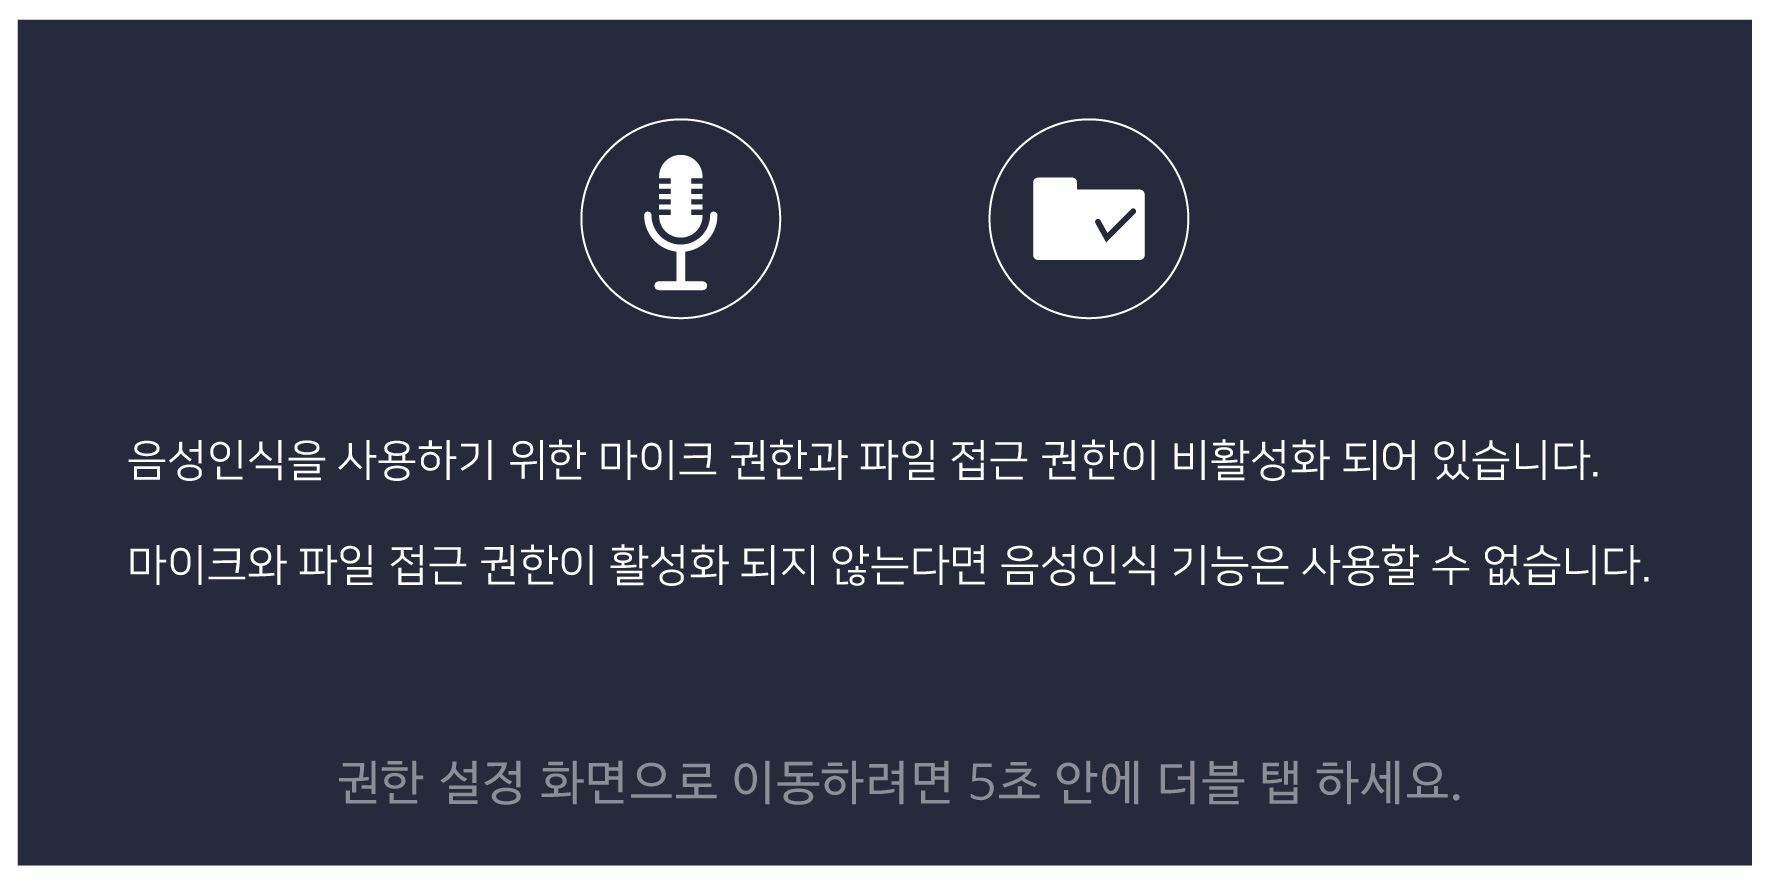 음성인식을 사용하기 위한 마이크 권한과 파일 접근 권한이 비활성화 되어 있습니다.
마이크와 파일 접근 권한이 활성화 되지 않는다면 음성인식 기능은 사용할 수 없습니다.
권한 설정 화면으로 이동하려면 5초 안에 더블 탭 하세요.